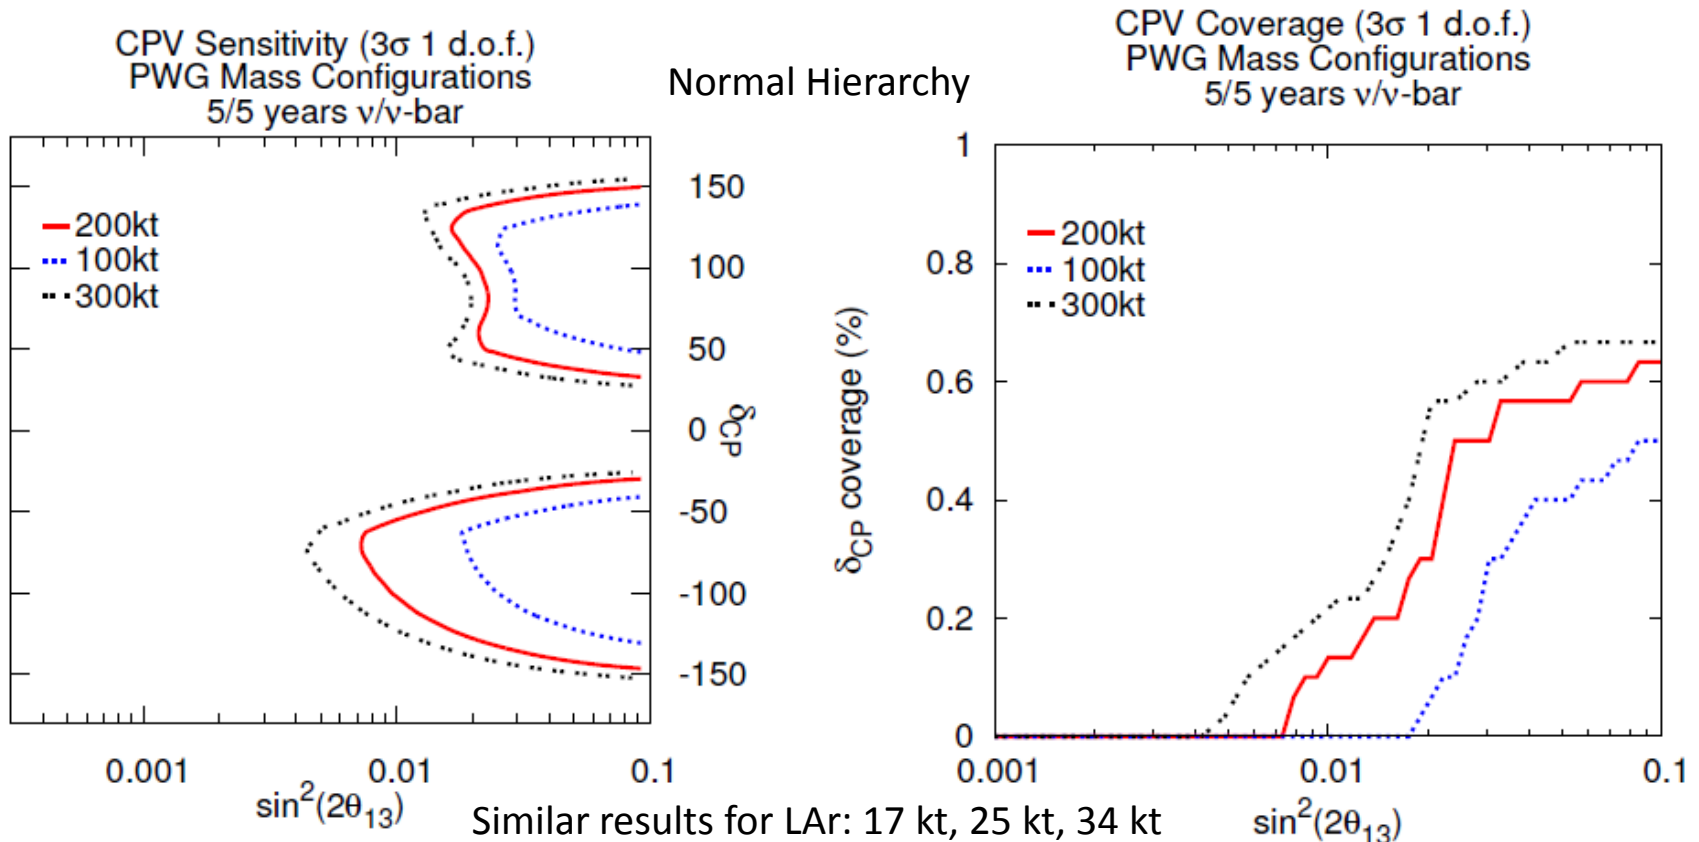 CPV Sensitivity (3σ 1 d.o.f.)
PWG Mass Configurations
5/5 years ν/ν-bar
Normal Hierarchy
CPV Coverage (3σ 1 d.o.f.)
PWG Mass Configurations
5/5 years ν/ν-bar
200kt
100kt
300kt
150
100
50
0
-50
-100
-150
δCP
0.001
0.01
0.1
sin²(2θ₁₃)
200kt
100kt
300kt
1
0.8
0.6
0.4
0.2
0
δCP coverage (%)
0.001
0.01
0.1
sin²(2θ₁₃)
Similar results for LAr: 17 kt, 25 kt, 34 kt